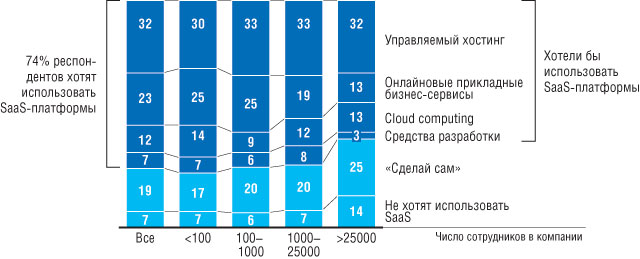 74% респон-
дентов хотят
использовать
SaaS-платформы
32 30 33 33 32
23 25 25 19 13
12 14 9 12 13
7 7 6 8 3
19 17 20 20 25
7 7 6 7 14
Управляемый хостинг
Онлайновые прикладные
бизнес-сервисы
Cloud computing
Средства разработки
«Сделай сам»
Не хотят использовать
SaaS
Хотели бы
использовать
SaaS-платформы
Все <100 100– 1000– >25000
1000 25000
Число сотрудников в компании